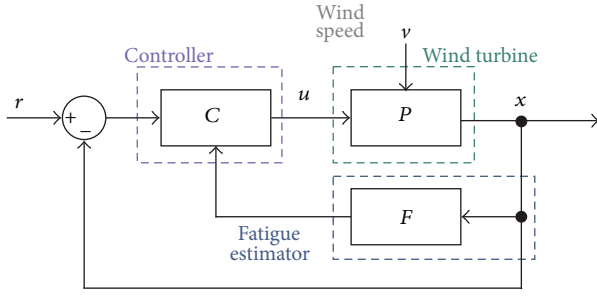 Wind
speed
Controller
v
Wind turbine
r
+
−
C
u
P
x
F
Fatigue
estimator